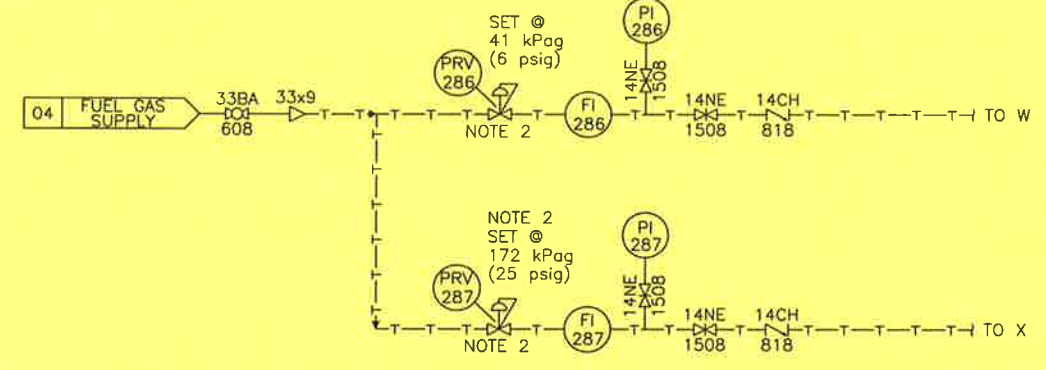 SET @
41 kPag
(6 psig)
PI
286
PRV
286
14NE
1508
04
FUEL GAS
SUPPLY
33BA
608
33x9
T T T T T T
NOTE 2
FI
286
T
14NE
1508
T
14CH
818
T T T T T
TO W
T
T
T
T
T
T
NOTE 2
SET @
172 kPag
(25 psig)
PI
287
PRV
287
14NE
1508
T T T T
NOTE 2
FI
287
T
14NE
1508
T
14CH
818
T T T T T
TO X